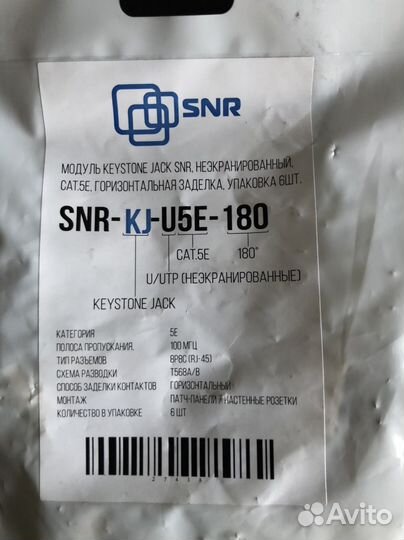 SNR
МОДУЛЬ KEYSTONE JACK SNR, НЕЭКРАНИРОВАННЫЙ,
CAT.5E, ГОРИЗОНТАЛЬНАЯ ЗАДЕЛКА, УПАКОВКА 6ШТ.
SNR-KJ-U5E-180
CAT.5E 180°
U/UTP (НЕЭКРАНИРОВАННЫЕ)
KEYSTONE JACK
КАТЕГОРИЯ 5E
ПОЛОСА ПРОПУСКАНИЯ. 100 МГЦ
ТИП РАЗЪЕМОВ 8P8C (RJ-45)
СХЕМА РАЗВОДКИ T568A/B
СПОСОБ ЗАДЕЛКИ КОНТАКТОВ ГОРИЗОНТАЛЬНЫЙ
МОНТАЖ ПАТЧ-ПАНЕЛИ / НАСТЕННЫЕ РОЗЕТКИ
КОЛИЧЕСТВО В УПАКОВКЕ 6 ШТ
Avito